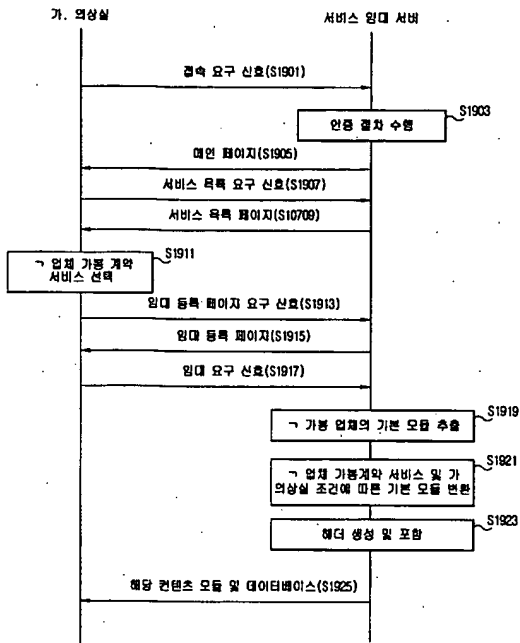 가. 의상실
서비스 임대 서버
접속 요구 신호(S1901)
S1903
인증 절차 수행
메인 페이지(S1905)
서비스 목록 요구 신호(S1907)
서비스 목록 페이지(S10709)
S1911
ㄱ 업체 가봉 계약
서비스 선택
임대 등록 페이지 요구 신호(S1913)
임대 등록 페이지(S1915)
임대 요구 신호(S1917)
S1919
ㄱ 가봉 업체의 기본 모듈 추출
S1921
ㄱ 업체 가봉계약 서비스 및 가
의상실 조건에 따른 기본 모듈 변환
S1923
헤더 생성 및 포함
해당 컨텐츠 모듈 및 데이터베이스(S1925)